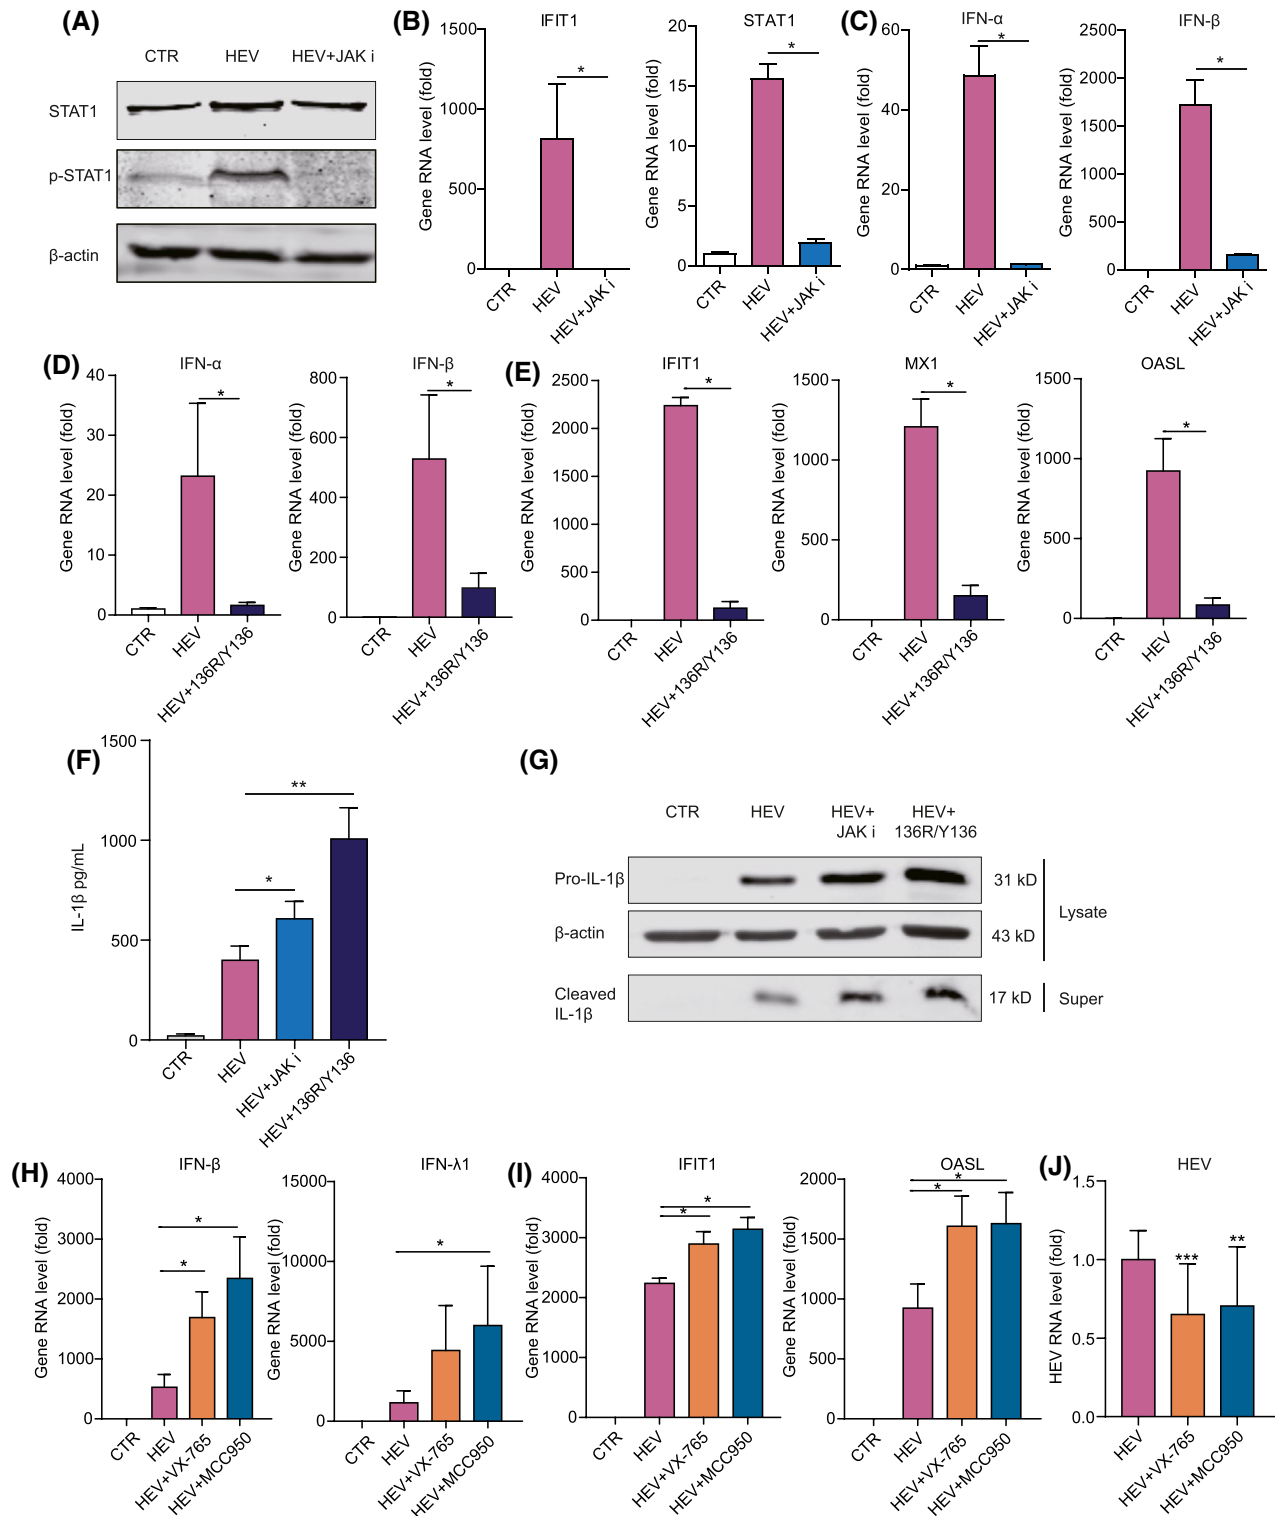 (A)
CTR HEV HEV+JAK i
STAT1
p-STAT1
β-actin
(B)
IFIT1
Gene RNA level (fold)
1500
1000
500
0
CTR
HEV
HEV+JAK i
*
STAT1
Gene RNA level (fold)
20
15
10
5
0
CTR
HEV
HEV+JAK i
*
(C)
IFN-α
Gene RNA level (fold)
60
40
20
0
CTR
HEV
HEV+JAK i
*
IFN-β
Gene RNA level (fold)
2500
2000
1500
1000
500
0
CTR
HEV
HEV+JAK i
*
(D)
IFN-α
Gene RNA level (fold)
40
30
20
10
0
CTR
HEV
HEV+136R/Y136
*
IFN-β
Gene RNA level (fold)
800
600
400
200
0
CTR
HEV
HEV+136R/Y136
*
(E)
IFIT1
Gene RNA level (fold)
2500
2000
1500
1000
500
0
CTR
HEV
HEV+136R/Y136
*
MX1
Gene RNA level (fold)
1500
1000
500
0
CTR
HEV
HEV+136R/Y136
*
OASL
Gene RNA level (fold)
1500
1000
500
0
CTR
HEV
HEV+136R/Y136
*
(F)
IL-1β pg/mL
1500
1000
500
0
CTR
HEV
HEV+JAK i
HEV+136R/Y136
**
*
(G)
CTR HEV HEV+ HEV+
JAK i 136R/Y136
Pro-IL-1β 31 kD
Lysate
β-actin 43 kD
Cleaved 17 kD Super
IL-1β
(H)
IFN-β
Gene RNA level (fold)
4000
3000
2000
1000
0
CTR
HEV
HEV+VX-765
HEV+MCC950
*
*
IFN-λ1
Gene RNA level (fold)
15000
10000
5000
0
CTR
HEV
HEV+VX-765
HEV+MCC950
*
(I)
IFIT1
Gene RNA level (fold)
4000
3000
2000
1000
0
CTR
HEV
HEV+VX-765
HEV+MCC950
*
*
OASL
Gene RNA level (fold)
2000
1500
1000
500
0
CTR
HEV
HEV+VX-765
HEV+MCC950
*
*
(J)
HEV
HEV RNA level (fold)
1.5
1.0
0.5
0.0
HEV
HEV+VX-765
HEV+MCC950
***
**